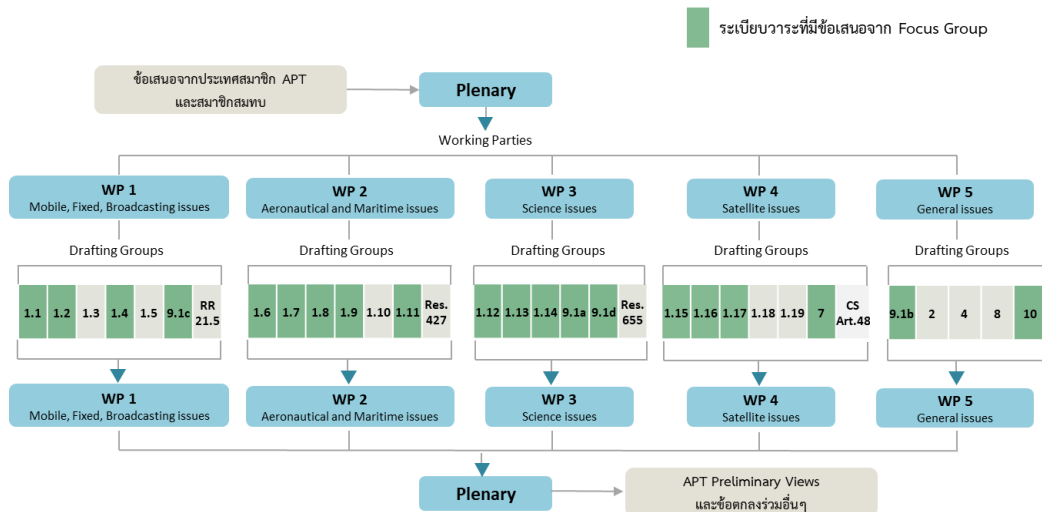 ระเบียบวาระที่มีข้อเสนอจาก Focus Group
ข้อเสนอจากประเทศสมาชิก APT
และสมาชิกสมทบ
Plenary
Working Parties
WP 1
Mobile, Fixed, Broadcasting issues
WP 2
Aeronautical and Maritime issues
WP 3
Science issues
WP 4
Satellite issues
WP 5
General issues
Drafting Groups
Drafting Groups
Drafting Groups
Drafting Groups
Drafting Groups
1.1 1.2 1.3 1.4 1.5 9.1c RR
21.5
1.6 1.7 1.8 1.9 1.10 1.11 Res.
427
1.12 1.13 1.14 9.1a 9.1d Res.
655
1.15 1.16 1.17 1.18 1.19 7 CS
Art.48
9.1b 2 4 8 10
WP 1
Mobile, Fixed, Broadcasting issues
WP 2
Aeronautical and Maritime issues
WP 3
Science issues
WP 4
Satellite issues
WP 5
General issues
Plenary
APT Preliminary Views
และข้อตกลงร่วมอื่นๆ